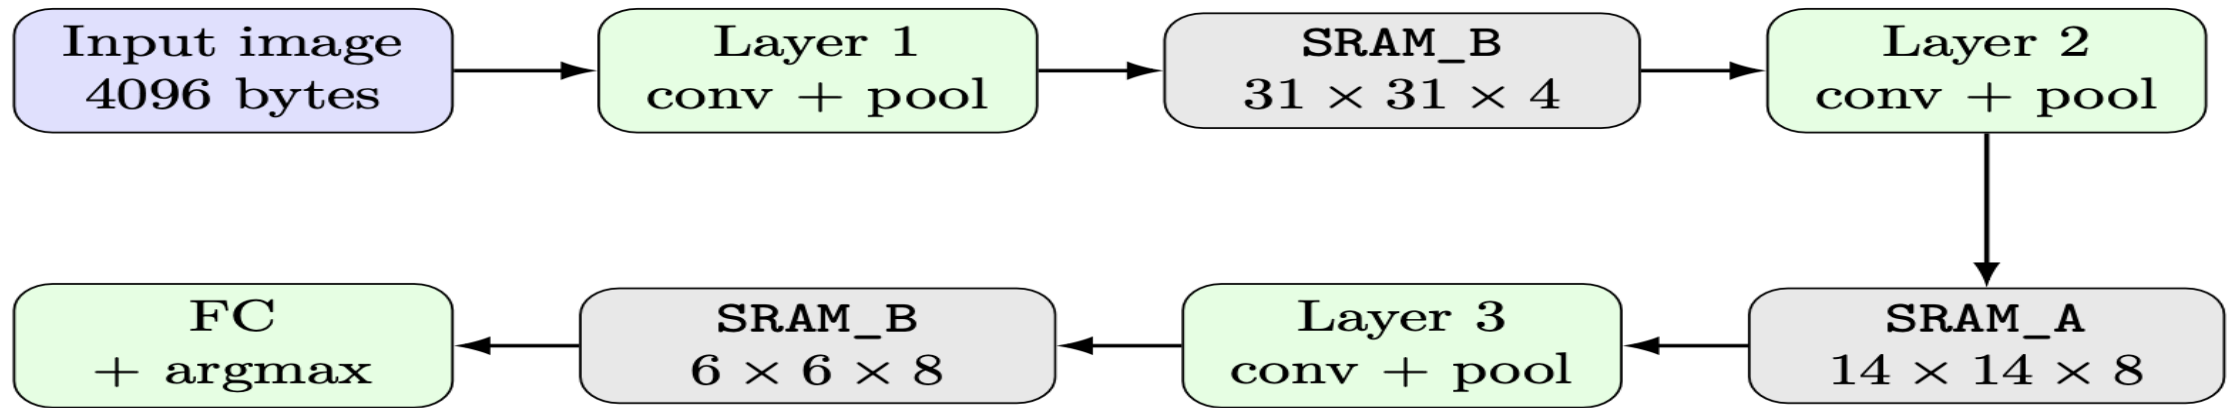 Input image
4096 bytes
Layer 1
conv + pool
SRAM_B
31 × 31 × 4
Layer 2
conv + pool
SRAM_A
14 × 14 × 8
Layer 3
conv + pool
SRAM_B
6 × 6 × 8
FC
+ argmax